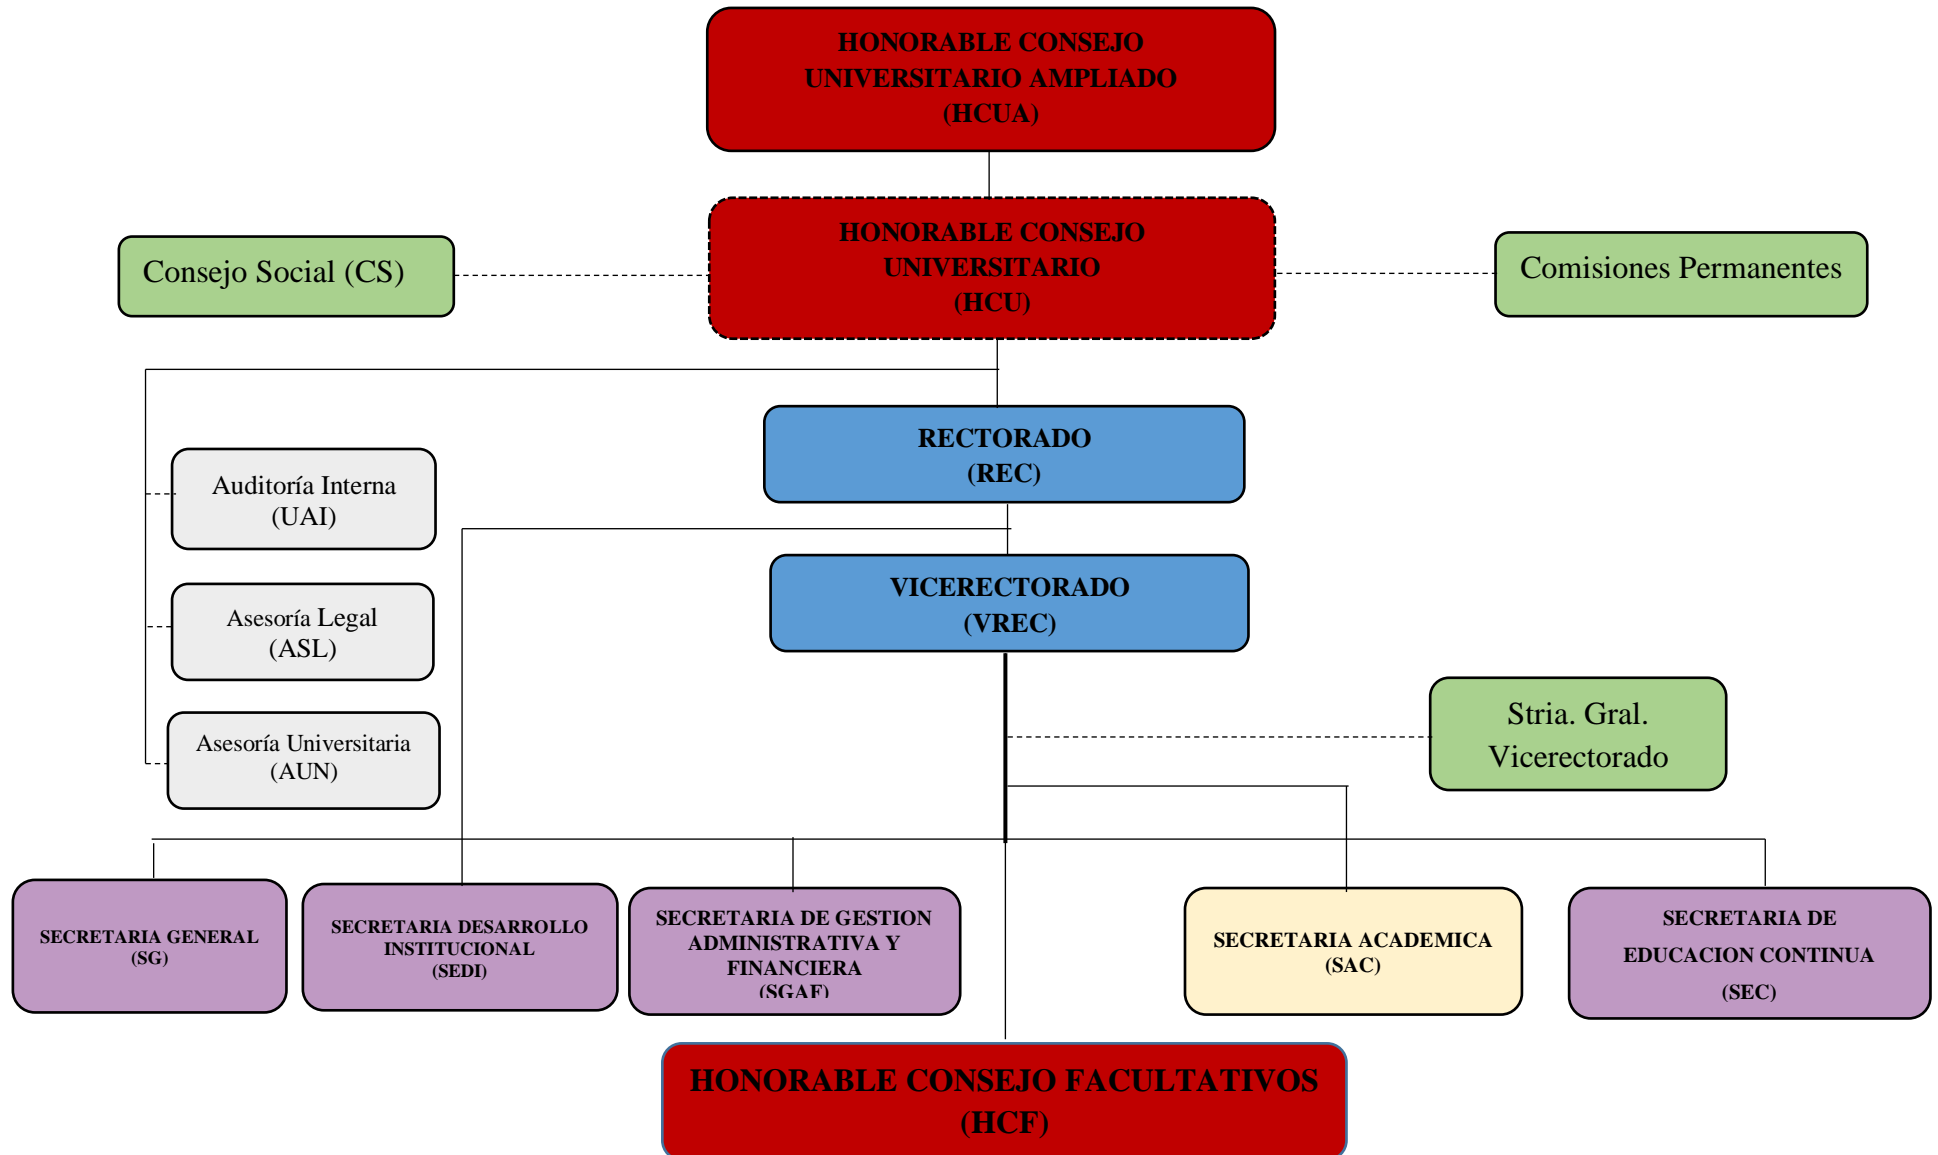 HONORABLE CONSEJO
UNIVERSITARIO AMPLIADO
(HCUA)
HONORABLE CONSEJO
UNIVERSITARIO
(HCU)
Consejo Social (CS)
Comisiones Permanentes
RECTORADO
(REC)
Auditoría Interna
(UAI)
VICERECTORADO
(VREC)
Asesoría Legal
(ASL)
Stria. Gral.
Vicerectorado
Asesoría Universitaria
(AUN)
SECRETARIA GENERAL
(SG)
SECRETARIA DESARROLLO
INSTITUCIONAL
(SEDI)
SECRETARIA DE GESTION
ADMINISTRATIVA Y
FINANCIERA
(SGAF)
SECRETARIA ACADEMICA
(SAC)
SECRETARIA DE
EDUCACION CONTINUA
(SEC)
HONORABLE CONSEJO FACULTATIVOS
(HCF)